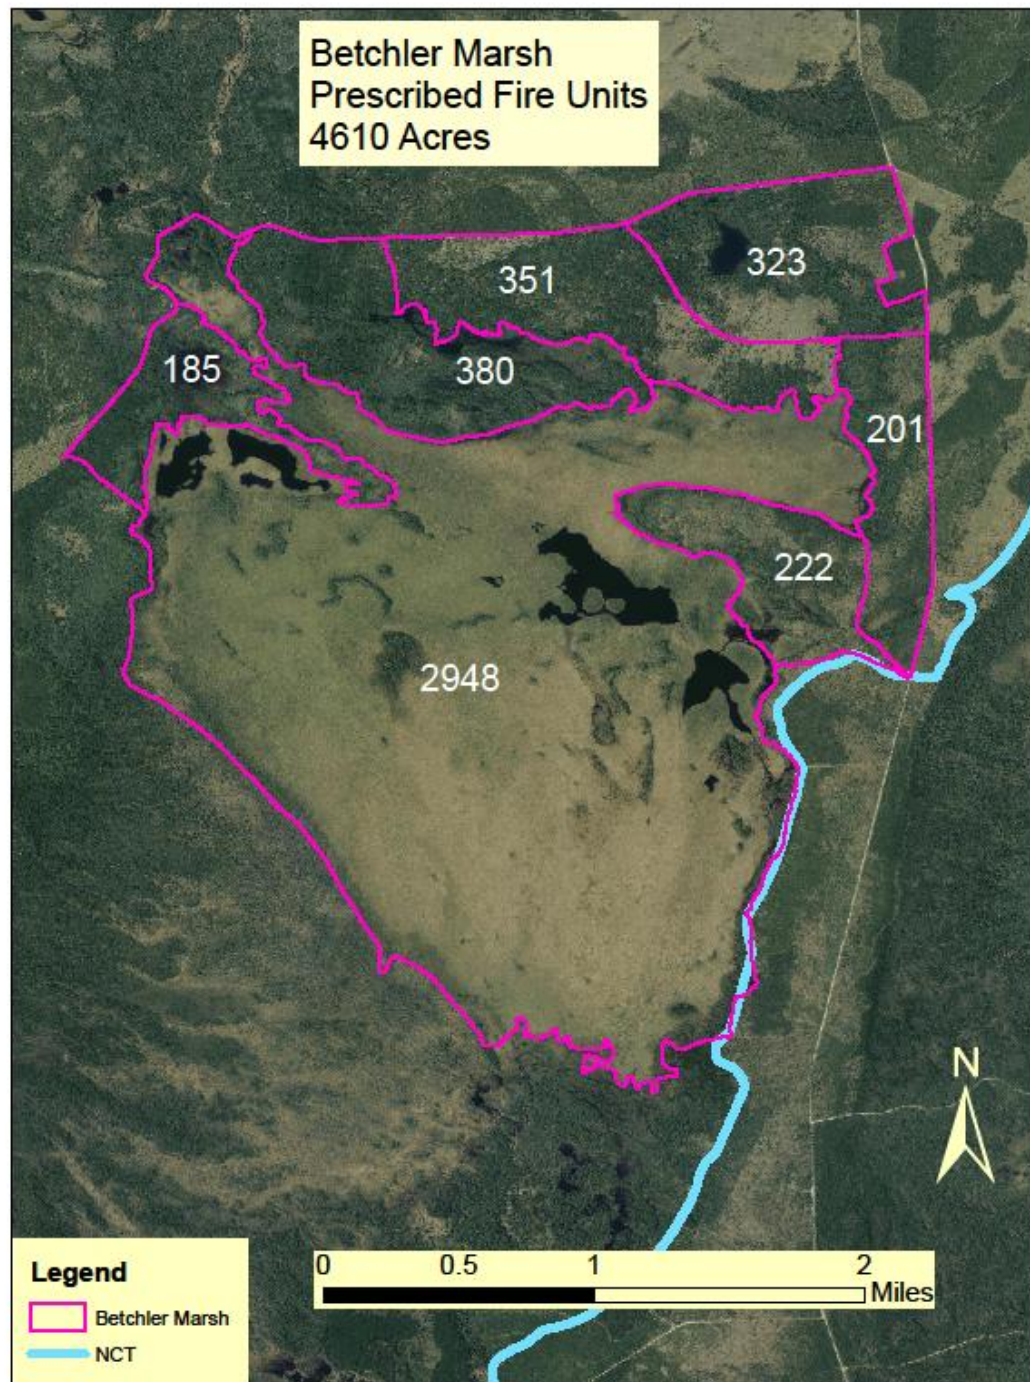 Betchler Marsh
Prescribed Fire Units
4610 Acres
323
351
185
380
201
222
2948
N
Legend
Betchler Marsh
NCT
0 0.5 1 2
Miles